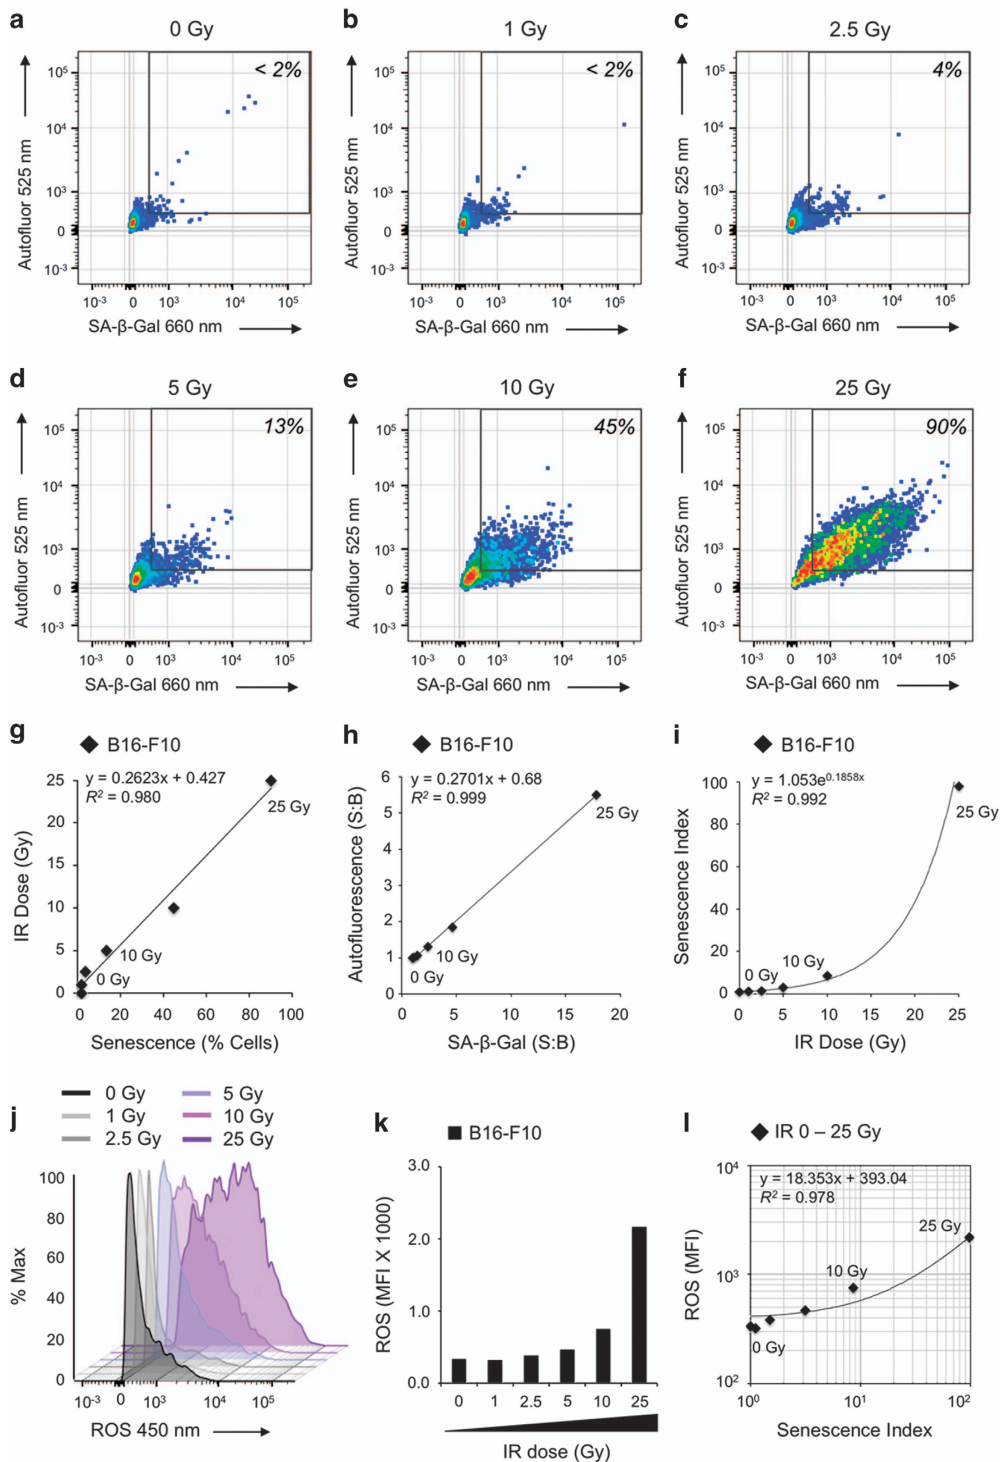 a
0 Gy
< 2%
10⁵
10⁴
10³
0
10⁻³
Autofluor 525 nm
10⁻³ 0 10³ 10⁴ 10⁵
SA-β-Gal 660 nm
b
1 Gy
< 2%
10⁵
10⁴
10³
0
10⁻³
Autofluor 525 nm
10⁻³ 0 10³ 10⁴ 10⁵
SA-β-Gal 660 nm
c
2.5 Gy
4%
10⁵
10⁴
10³
0
10⁻³
Autofluor 525 nm
10⁻³ 0 10³ 10⁴ 10⁵
SA-β-Gal 660 nm
d
5 Gy
13%
10⁵
10⁴
10³
0
10⁻³
Autofluor 525 nm
10⁻³ 0 10³ 10⁴ 10⁵
SA-β-Gal 660 nm
e
10 Gy
45%
10⁵
10⁴
10³
0
10⁻³
Autofluor 525 nm
10⁻³ 0 10³ 10⁴ 10⁵
SA-β-Gal 660 nm
f
25 Gy
90%
10⁵
10⁴
10³
0
10⁻³
Autofluor 525 nm
10⁻³ 0 10³ 10⁴ 10⁵
SA-β-Gal 660 nm
g
B16-F10
y = 0.2623x + 0.427
R² = 0.980
25
20
15
10
5
0
IR Dose (Gy)
25 Gy
10 Gy
0 Gy
0 20 40 60 80 100
Senescence (% Cells)
h
B16-F10
y = 0.2701x + 0.68
R² = 0.999
6
5
4
3
2
1
0
Autofluorescence (S:B)
25 Gy
10 Gy
0 Gy
0 5 10 15 20
SA-β-Gal (S:B)
i
B16-F10
y = 1.053e⁰·¹⁸⁵⁸ˣ
R² = 0.992
100
80
60
40
20
0
Senescence Index
25 Gy
10 Gy
0 Gy
0 5 10 15 20 25
IR Dose (Gy)
j
0 Gy
1 Gy
2.5 Gy
5 Gy
10 Gy
25 Gy
100
80
60
40
20
0
% Max
10⁻³ 0 10³ 10⁴ 10⁵
ROS 450 nm
k
B16-F10
3.0
2.0
1.0
0.0
ROS (MFI X 1000)
0 1 2.5 5 10 25
IR dose (Gy)
l
IR 0 – 25 Gy
y = 18.353x + 393.04
R² = 0.978
10⁴
10³
10²
ROS (MFI)
25 Gy
10 Gy
0 Gy
10⁰ 10¹ 10²
Senescence Index